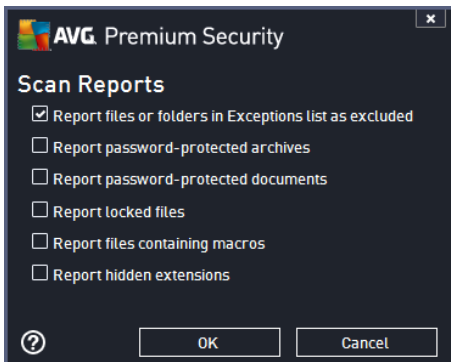 AVG. Premium Security
Scan Reports
Report files or folders in Exceptions list as excluded
Report password-protected archives
Report password-protected documents
Report locked files
Report files containing macros
Report hidden extensions
? OK Cancel